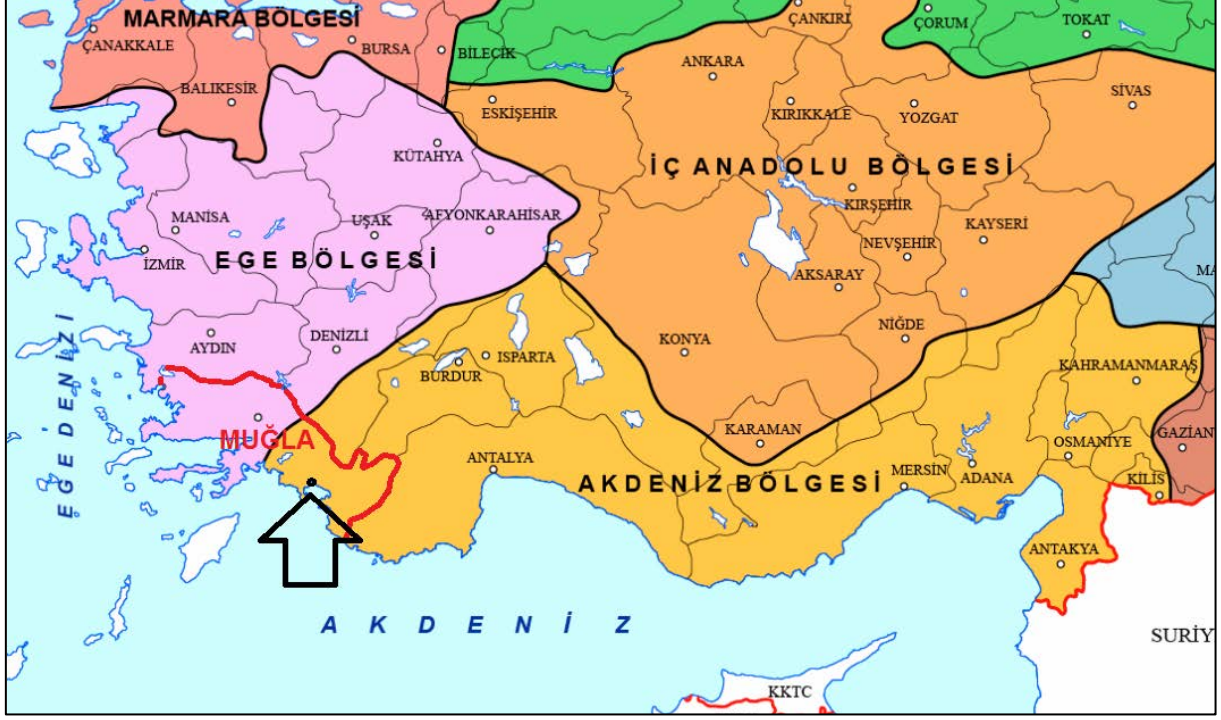 MARMARA BÖLGESİ
ÇANAKKALE
BURSA
BİLECİK
BALIKESİR
ÇANKIRI
ÇORUM
TOKAT
ANKARA
ESKİŞEHİR
KIRIKKALE
YOZGAT
SİVAS
KÜTAHYA
İÇ ANADOLU BÖLGESİ
MANİSA
UŞAK
AFYONKARAHİSAR
KIRŞEHİR
KAYSERİ
İZMİR
EGE BÖLGESİ
NEVŞEHİR
AKSARAY
MA
EGE DENİZİ
AYDIN
DENİZLİ
NİĞDE
KONYA
BURDUR
ISPARTA
KAHRAMANMARAŞ
MUĞLA
KARAMAN
OSMANİYE
GAZİAN
ANTALYA
AKDENİZ BÖLGESİ
MERSİN
ADANA
KİLİS
ANTAKYA
AKDENİZ
SURİY
KKTC